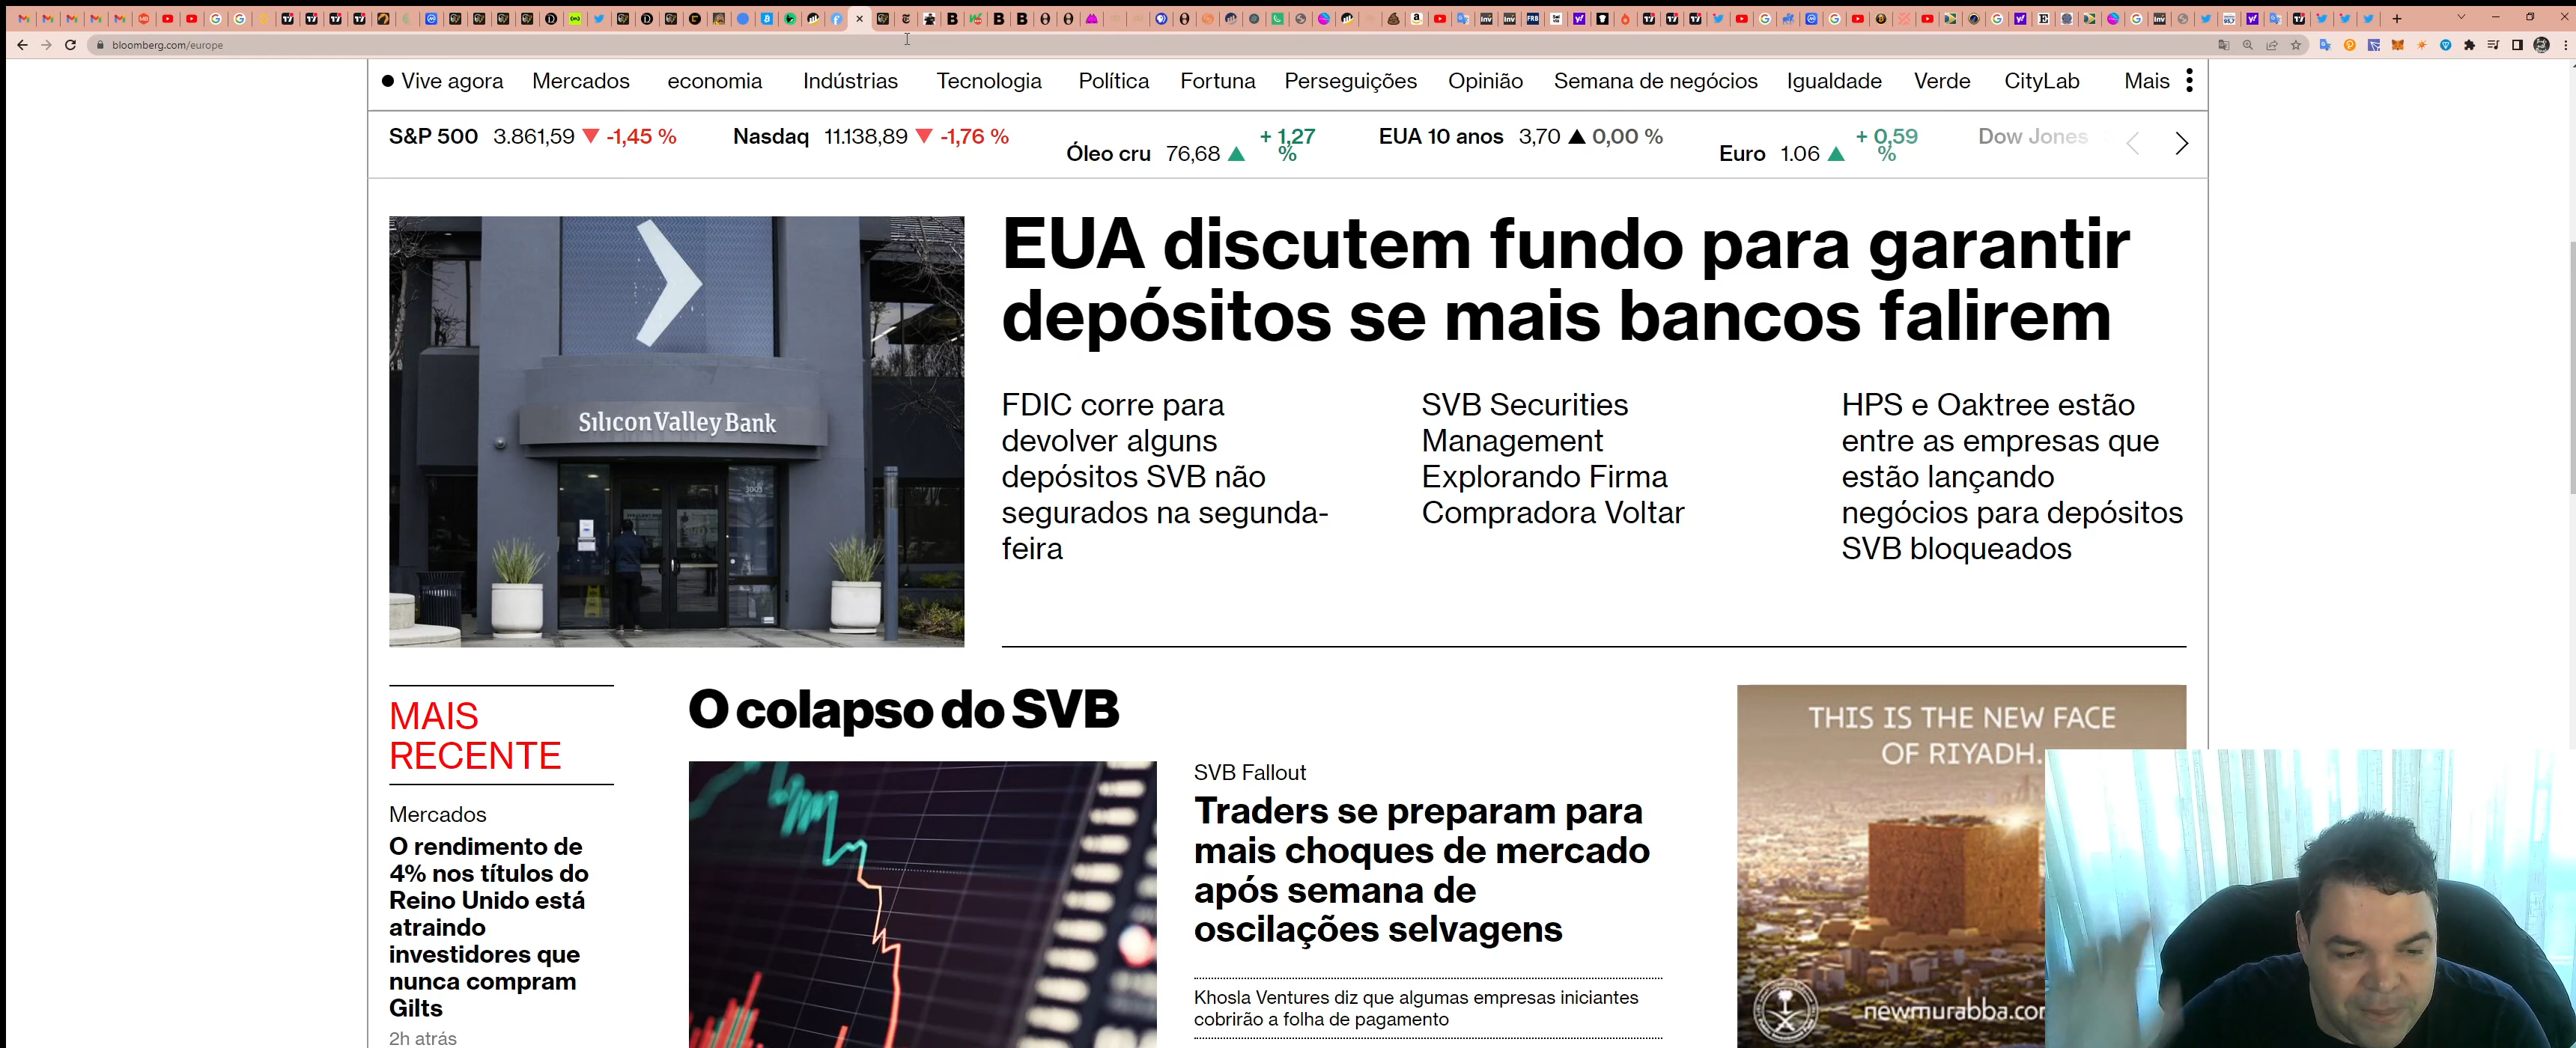 bloomberg.com/europe
Vive agora Mercados economia Indústrias Tecnologia Política Fortuna Perseguições Opinião Semana de negócios Igualdade Verde CityLab Mais
S&P 500 3.861,59 ▼ -1,45 % Nasdaq 11.138,89 ▼ -1,76 % Óleo cru 76,68 ▲ + 1,27 % EUA 10 anos 3,70 ▲ 0,00 % Euro 1.06 ▲ + 0,59 % Dow Jones
Silicon Valley Bank
EUA discutem fundo para garantir
depósitos se mais bancos falirem
FDIC corre para
devolver alguns
depósitos SVB não
segurados na segunda-
feira
SVB Securities
Management
Explorando Firma
Compradora Voltar
HPS e Oaktree estão
entre as empresas que
estão lançando
negócios para depósitos
SVB bloqueados
MAIS
RECENTE
Mercados
O rendimento de
4% nos títulos do
Reino Unido está
atraindo
investidores que
nunca compram
Gilts
2h atrás
O colapso do SVB
SVB Fallout
Traders se preparam para
mais choques de mercado
após semana de
oscilações selvagens
Khosla Ventures diz que algumas empresas iniciantes
cobrirão a folha de pagamento
THIS IS THE NEW FACE
OF RIYADH.
newmurabba.cor